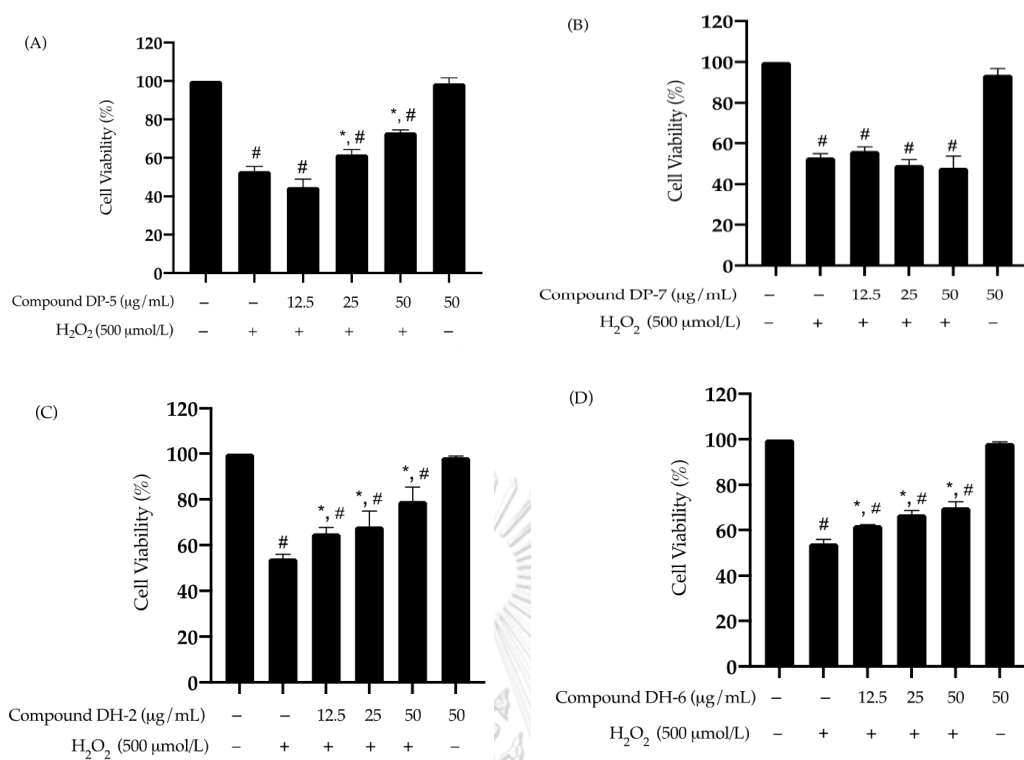 (A)
Cell Viability (%)
120
100
80
60
40
20
0
#
#
*, #
*, #
Compound DP-5 (µg/mL) – – 12.5 25 50 50
H₂O₂ (500 µmol/L) – + + + + –
(B)
Cell Viability (%)
120
100
80
60
40
20
0
#
#
#
#
Compound DP-7 (µg/mL) – – 12.5 25 50 50
H₂O₂ (500 µmol/L) – + + + + –
(C)
Cell Viability (%)
120
100
80
60
40
20
0
#
*, #
*, #
*, #
Compound DH-2 (µg/mL) – – 12.5 25 50 50
H₂O₂ (500 µmol/L) – + + + + –
(D)
Cell Viability (%)
120
100
80
60
40
20
0
#
*, #
*, #
*, #
Compound DH-6 (µg/mL) – – 12.5 25 50 50
H₂O₂ (500 µmol/L) – + + + + –